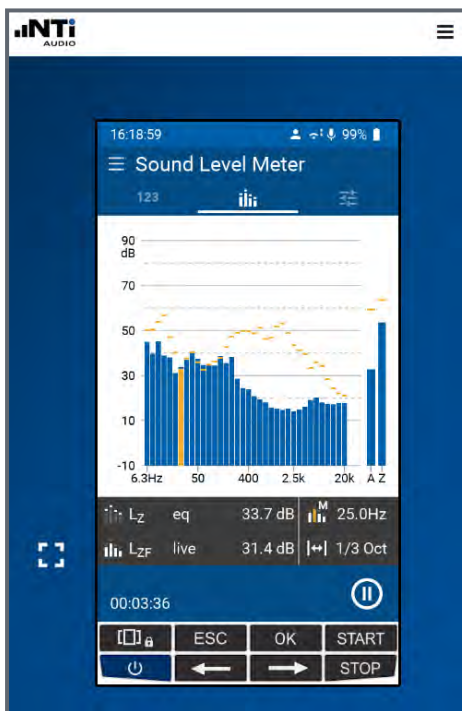 NTi
AUDIO
16:18:59 99%
Sound Level Meter
123
90
dB
70
50
30
10
-10
6.3Hz 50 400 2.5k 20k A Z
LZ eq 33.7 dB M 25.0Hz
LZF live 31.4 dB 1/3 Oct
00:03:36
ESC OK START
STOP